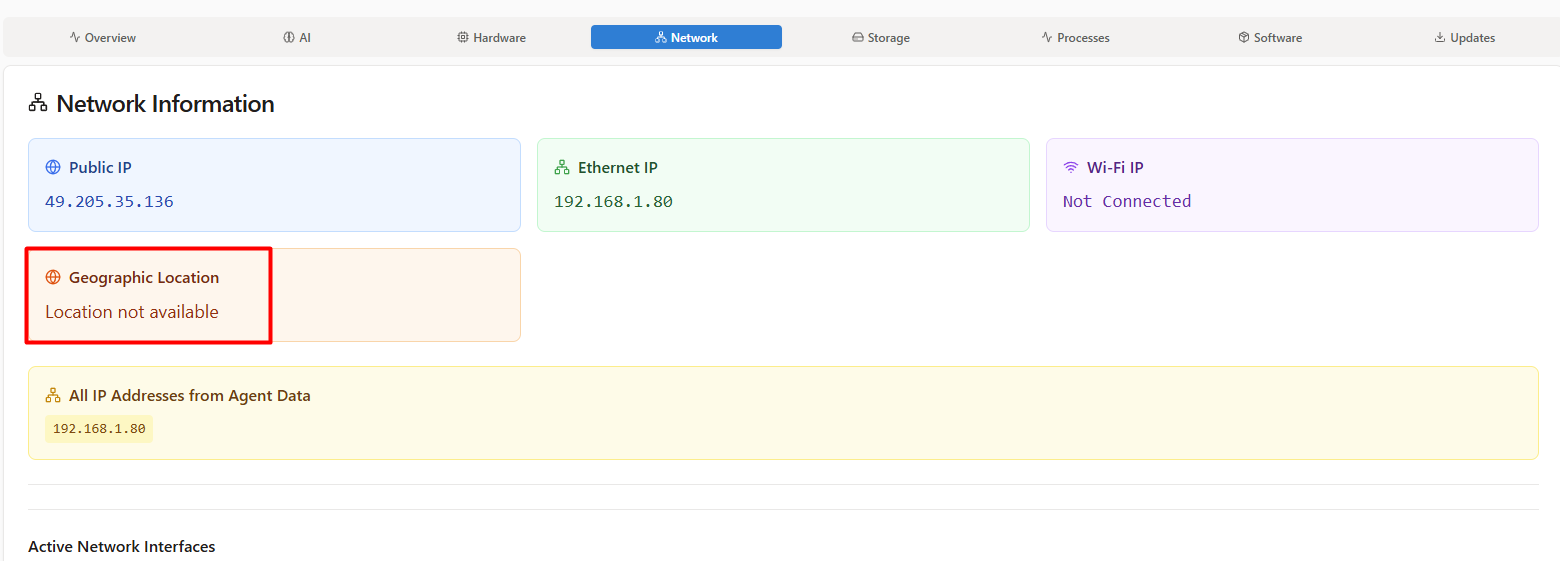 Overview AI Hardware Network Storage Processes Software Updates
Network Information
Public IP
49.205.35.136
Ethernet IP
192.168.1.80
Wi-Fi IP
Not Connected
Geographic Location
Location not available
All IP Addresses from Agent Data
192.168.1.80
Active Network Interfaces